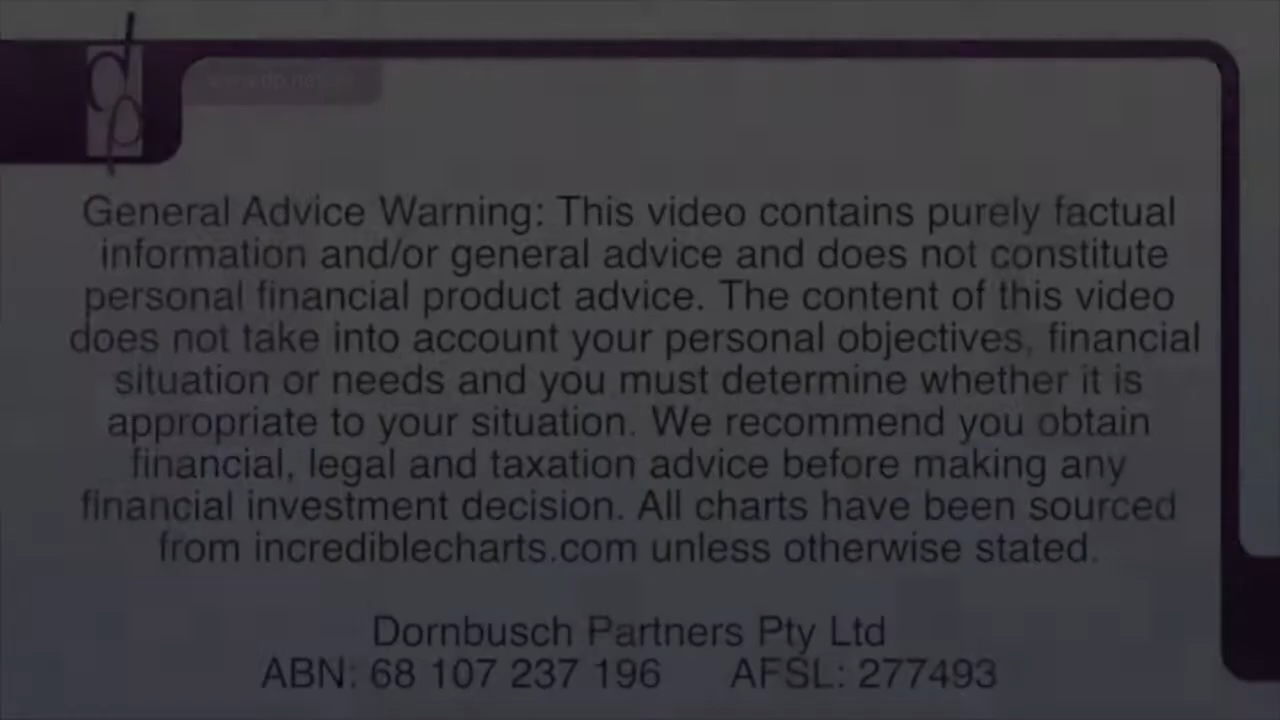 dp
General Advice Warning: This video contains purely factual
information and/or general advice and does not constitute
personal financial product advice. The content of this video
does not take into account your personal objectives, financial
situation or needs and you must determine whether it is
appropriate to your situation. We recommend you obtain
financial, legal and taxation advice before making any
financial investment decision. All charts have been sourced
from incrediblecharts.com unless otherwise stated.
Dornbusch Partners Pty Ltd
ABN: 68 107 237 196 AFSL: 277493